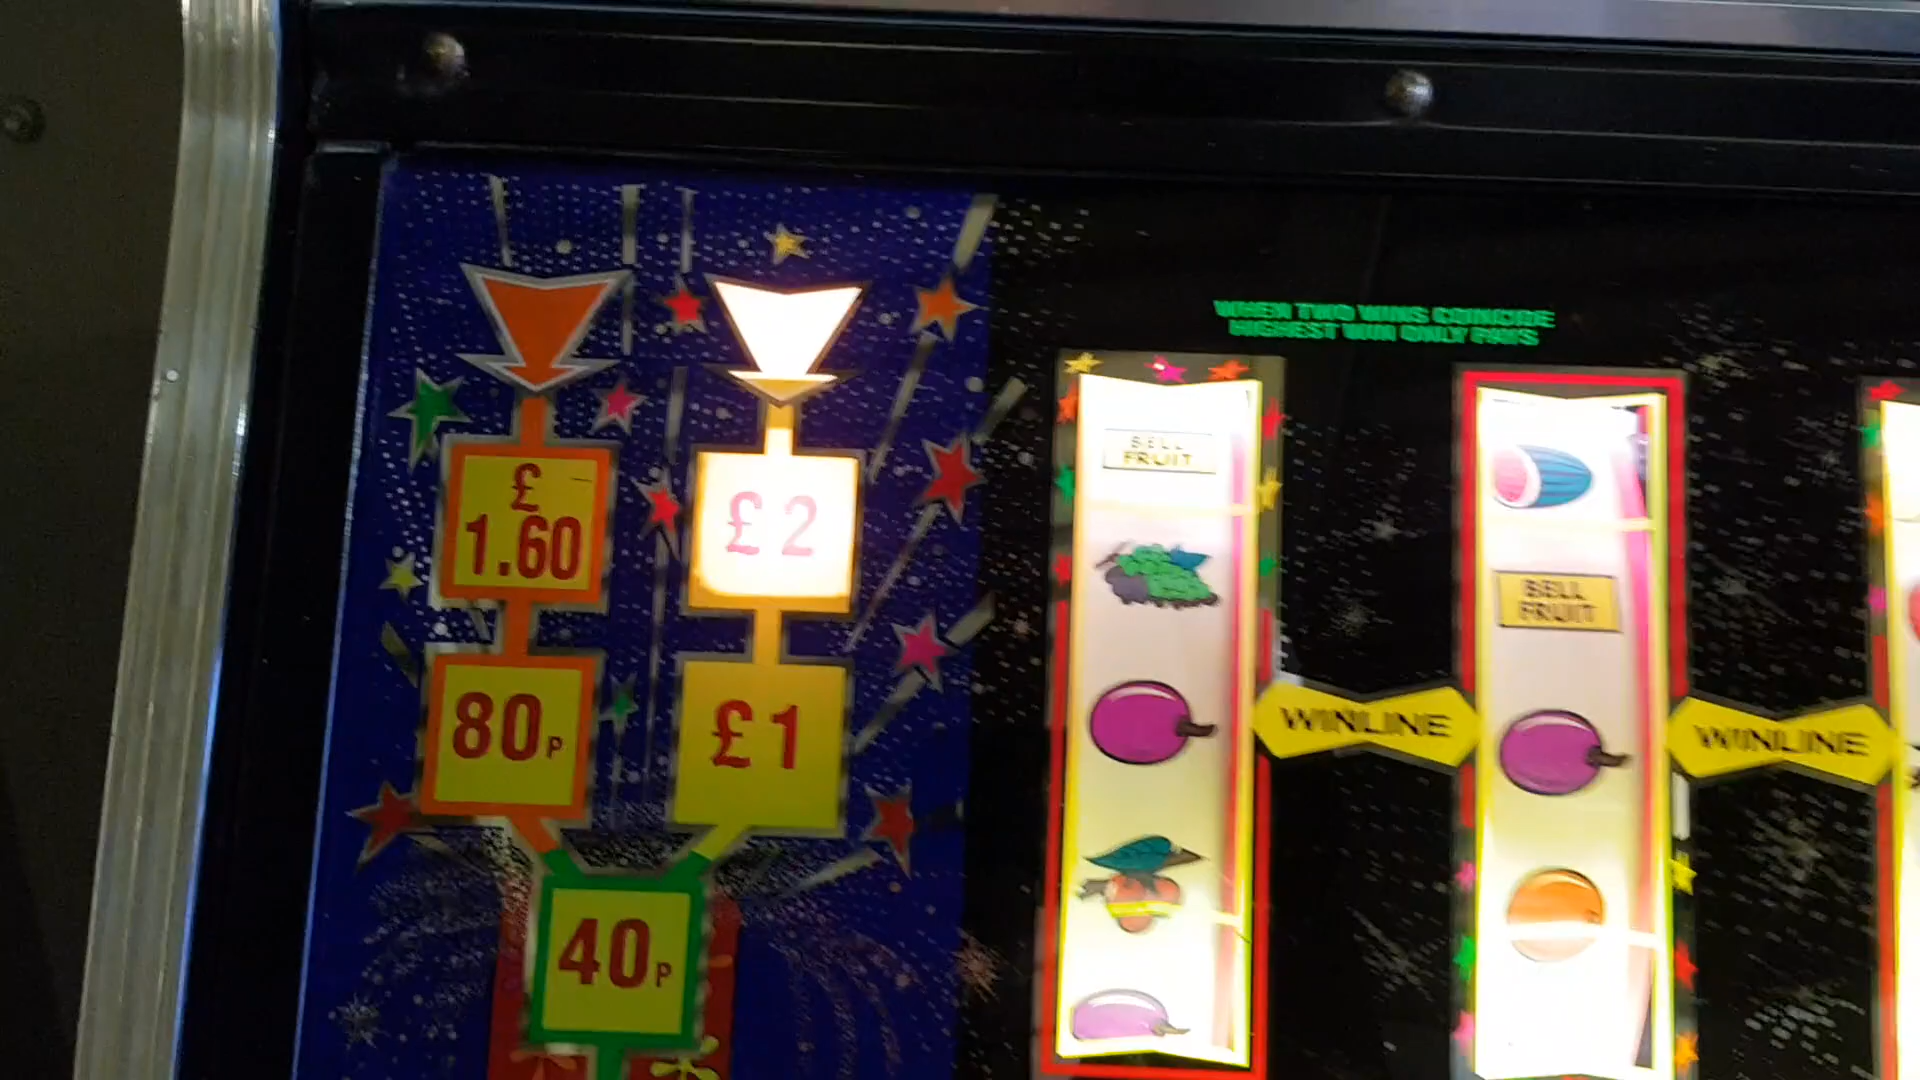 WHEN TWO WINS COINCIDE
HIGHEST WIN ONLY PAYS
BELL
FRUIT
£
1.60
£2
BELL
FRUIT
80P
£1
WINLINE
WINLINE
40P